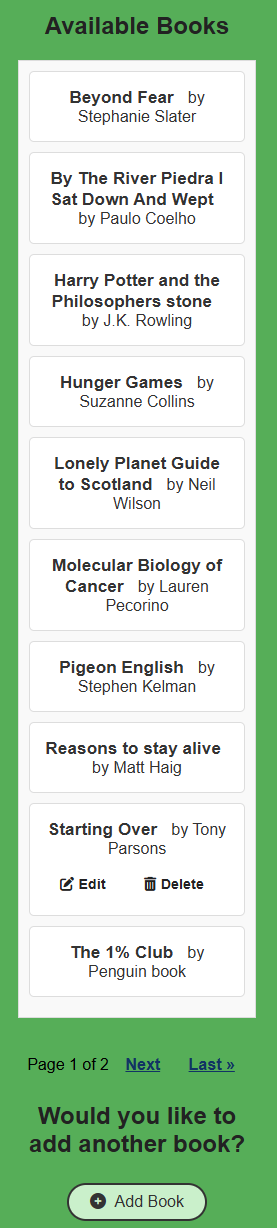 Available Books
Beyond Fear by
Stephanie Slater
By The River Piedra I
Sat Down And Wept
by Paulo Coelho
Harry Potter and the
Philosophers stone
by J.K. Rowling
Hunger Games by
Suzanne Collins
Lonely Planet Guide
to Scotland by Neil
Wilson
Molecular Biology of
Cancer by Lauren
Pecorino
Pigeon English by
Stephen Kelman
Reasons to stay alive
by Matt Haig
Starting Over by Tony
Parsons
Edit Delete
The 1% Club by
Penguin book
Page 1 of 2 Next Last »
Would you like to
add another book?
Add Book